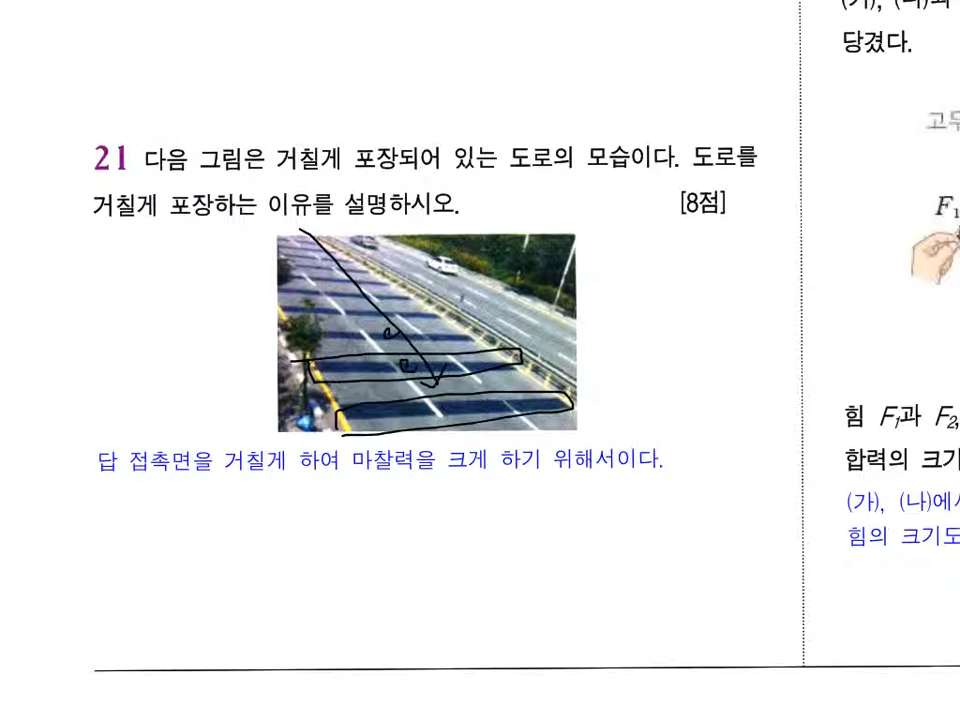 당겼다.
21 다음 그림은 거칠게 포장되어 있는 도로의 모습이다. 도로를
거칠게 포장하는 이유를 설명하시오. [8점]
답 접촉면을 거칠게 하여 마찰력을 크게 하기 위해서이다.
F₁
힘 F₁과 F₂,
합력의 크기
(가), (나)에서
힘의 크기도